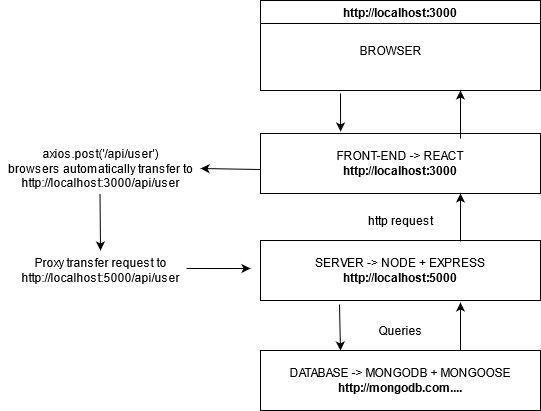 http://localhost:3000
BROWSER
FRONT-END -> REACT
http://localhost:3000
axios.post('/api/user')
browsers automatically transfer to
http://localhost:3000/api/user
http request
Proxy transfer request to
http://localhost:5000/api/user
SERVER -> NODE + EXPRESS
http://localhost:5000
Queries
DATABASE -> MONGODB + MONGOOSE
http://mongodb.com....